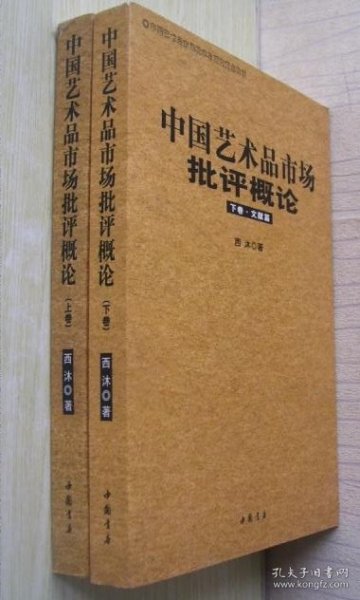 中国艺术品市场批评概论
（上卷）
西沐◎著
中国书店
中国艺术品市场批评概论
（下卷）
西沐◎著
中国书店
中国艺术品市场
批评概论
下卷·文献篇
西沐◎著
中国书店
孔夫子旧书网
www.kongfz.com